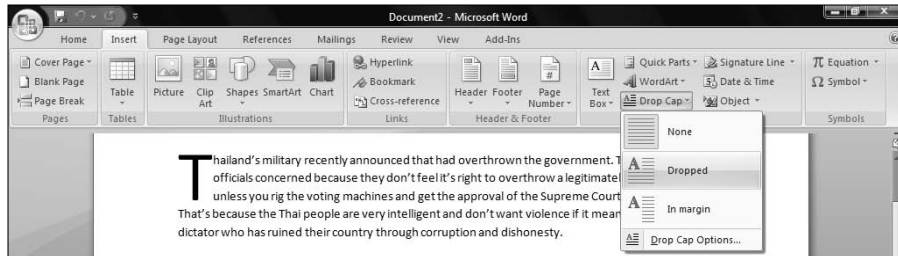 Document2 - Microsoft Word
Home Insert Page Layout References Mailings Review View Add-Ins
Cover Page
Blank Page
Page Break
Pages
Table
Tables
Picture
Clip Art
Shapes
SmartArt
Chart
Illustrations
Hyperlink
Bookmark
Cross-reference
Links
Header
Footer
Page Number
#
Header & Footer
A
Text Box
Quick Parts
WordArt
Drop Cap
Signature Line
Date & Time
Object
π Equation
Ω Symbol
Symbols
None
Dropped
In margin
Drop Cap Options...
Thailand's military recently announced that had overthrown the government.
officials concerned because they don't feel it's right to overthrow a
unless you rig the voting machines and get the approval of the Supreme Court
That's because the Thai people are very intelligent and don't want violence if it
dictator who has ruined their country through corruption and dishonesty.